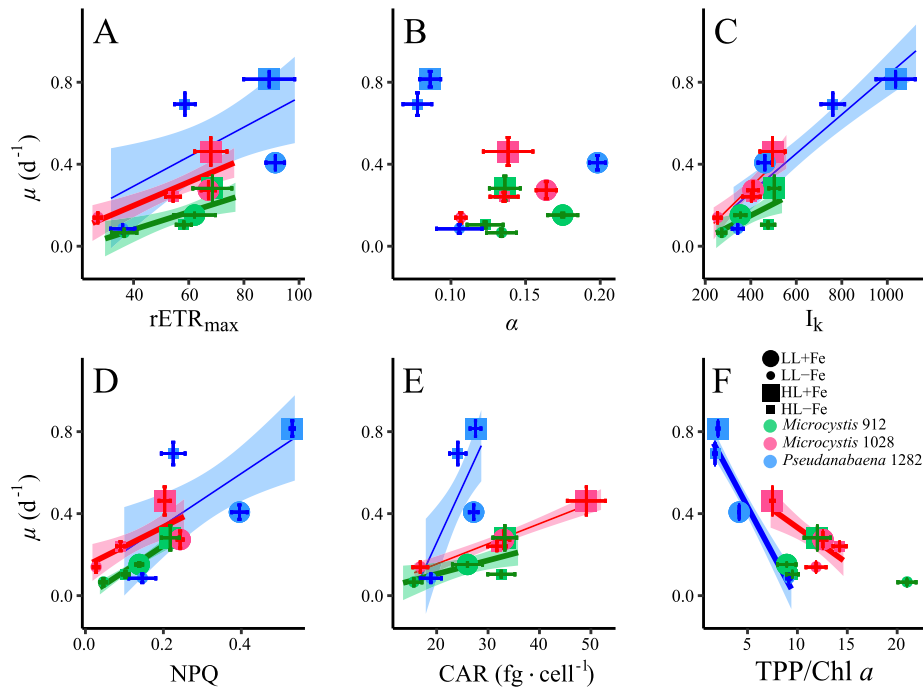 A
B
C
μ (d⁻¹)
0.8
0.4
0.0
40 60 80 100
0.10 0.15 0.20
200 400 600 800 1000
rETRmax
α
Ik
D
E
F
μ (d⁻¹)
0.8
0.4
0.0
LL+Fe
LL−Fe
HL+Fe
HL−Fe
Microcystis 912
Microcystis 1028
Pseudanabaena 1282
0.0 0.2 0.4
20 30 40 50
5 10 15 20
NPQ
CAR (fg · cell⁻¹)
TPP/Chl a